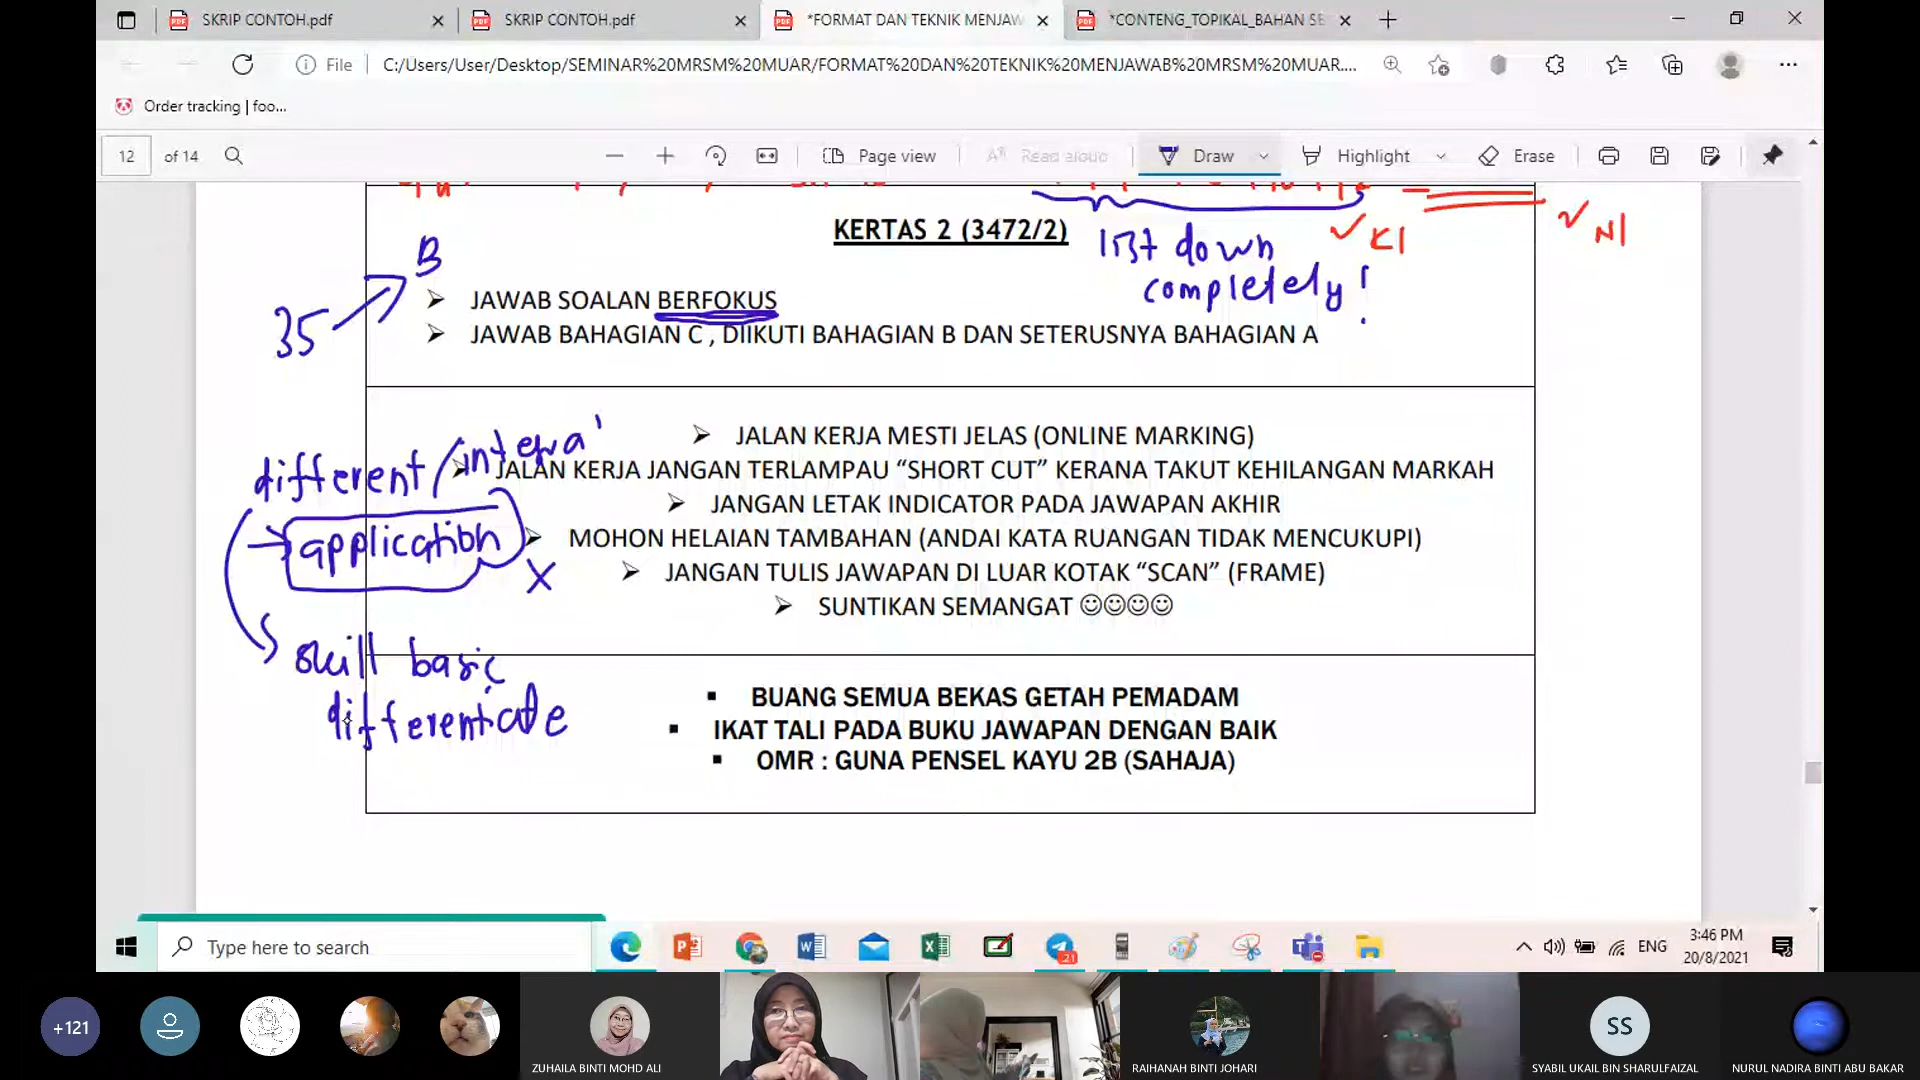 SKRIP CONTOH.pdf
SKRIP CONTOH.pdf
*FORMAT DAN TEKNIK MENJAW
*CONTENG_TOPIKAL_BAHAN SE
File
C:/Users/User/Desktop/SEMINAR%20MRSM%20MUAR/FORMAT%20DAN%20TEKNIK%20MENJAWAB%20MRSM%20MUAR....
Order tracking | foo...
12 of 14
Page view
Read aloud
Draw
Highlight
Erase
KERTAS 2 (3472/2)
list down
completely!
✓ K1
✓ N1
B
35
➢ JAWAB SOALAN BERFOKUS
➢ JAWAB BAHAGIAN C , DIIKUTI BAHAGIAN B DAN SETERUSNYA BAHAGIAN A
different/integra
application
X
skill basic
differentiate
➢ JALAN KERJA MESTI JELAS (ONLINE MARKING)
➢ JALAN KERJA JANGAN TERLAMPAU “SHORT CUT” KERANA TAKUT KEHILANGAN MARKAH
➢ JANGAN LETAK INDICATOR PADA JAWAPAN AKHIR
➢ MOHON HELAIAN TAMBAHAN (ANDAI KATA RUANGAN TIDAK MENCUKUPI)
➢ JANGAN TULIS JAWAPAN DI LUAR KOTAK “SCAN” (FRAME)
➢ SUNTIKAN SEMANGAT ☺☺☺☺
▪ BUANG SEMUA BEKAS GETAH PEMADAM
▪ IKAT TALI PADA BUKU JAWAPAN DENGAN BAIK
▪ OMR : GUNA PENSEL KAYU 2B (SAHAJA)
Type here to search
21
ENG
3:46 PM
20/8/2021
+121
ZUHAILA BINTI MOHD ALI
RAIHANAH BINTI JOHARI
SS
SYABIL UKAIL BIN SHARULFAIZAL
NURUL NADIRA BINTI ABU BAKAR